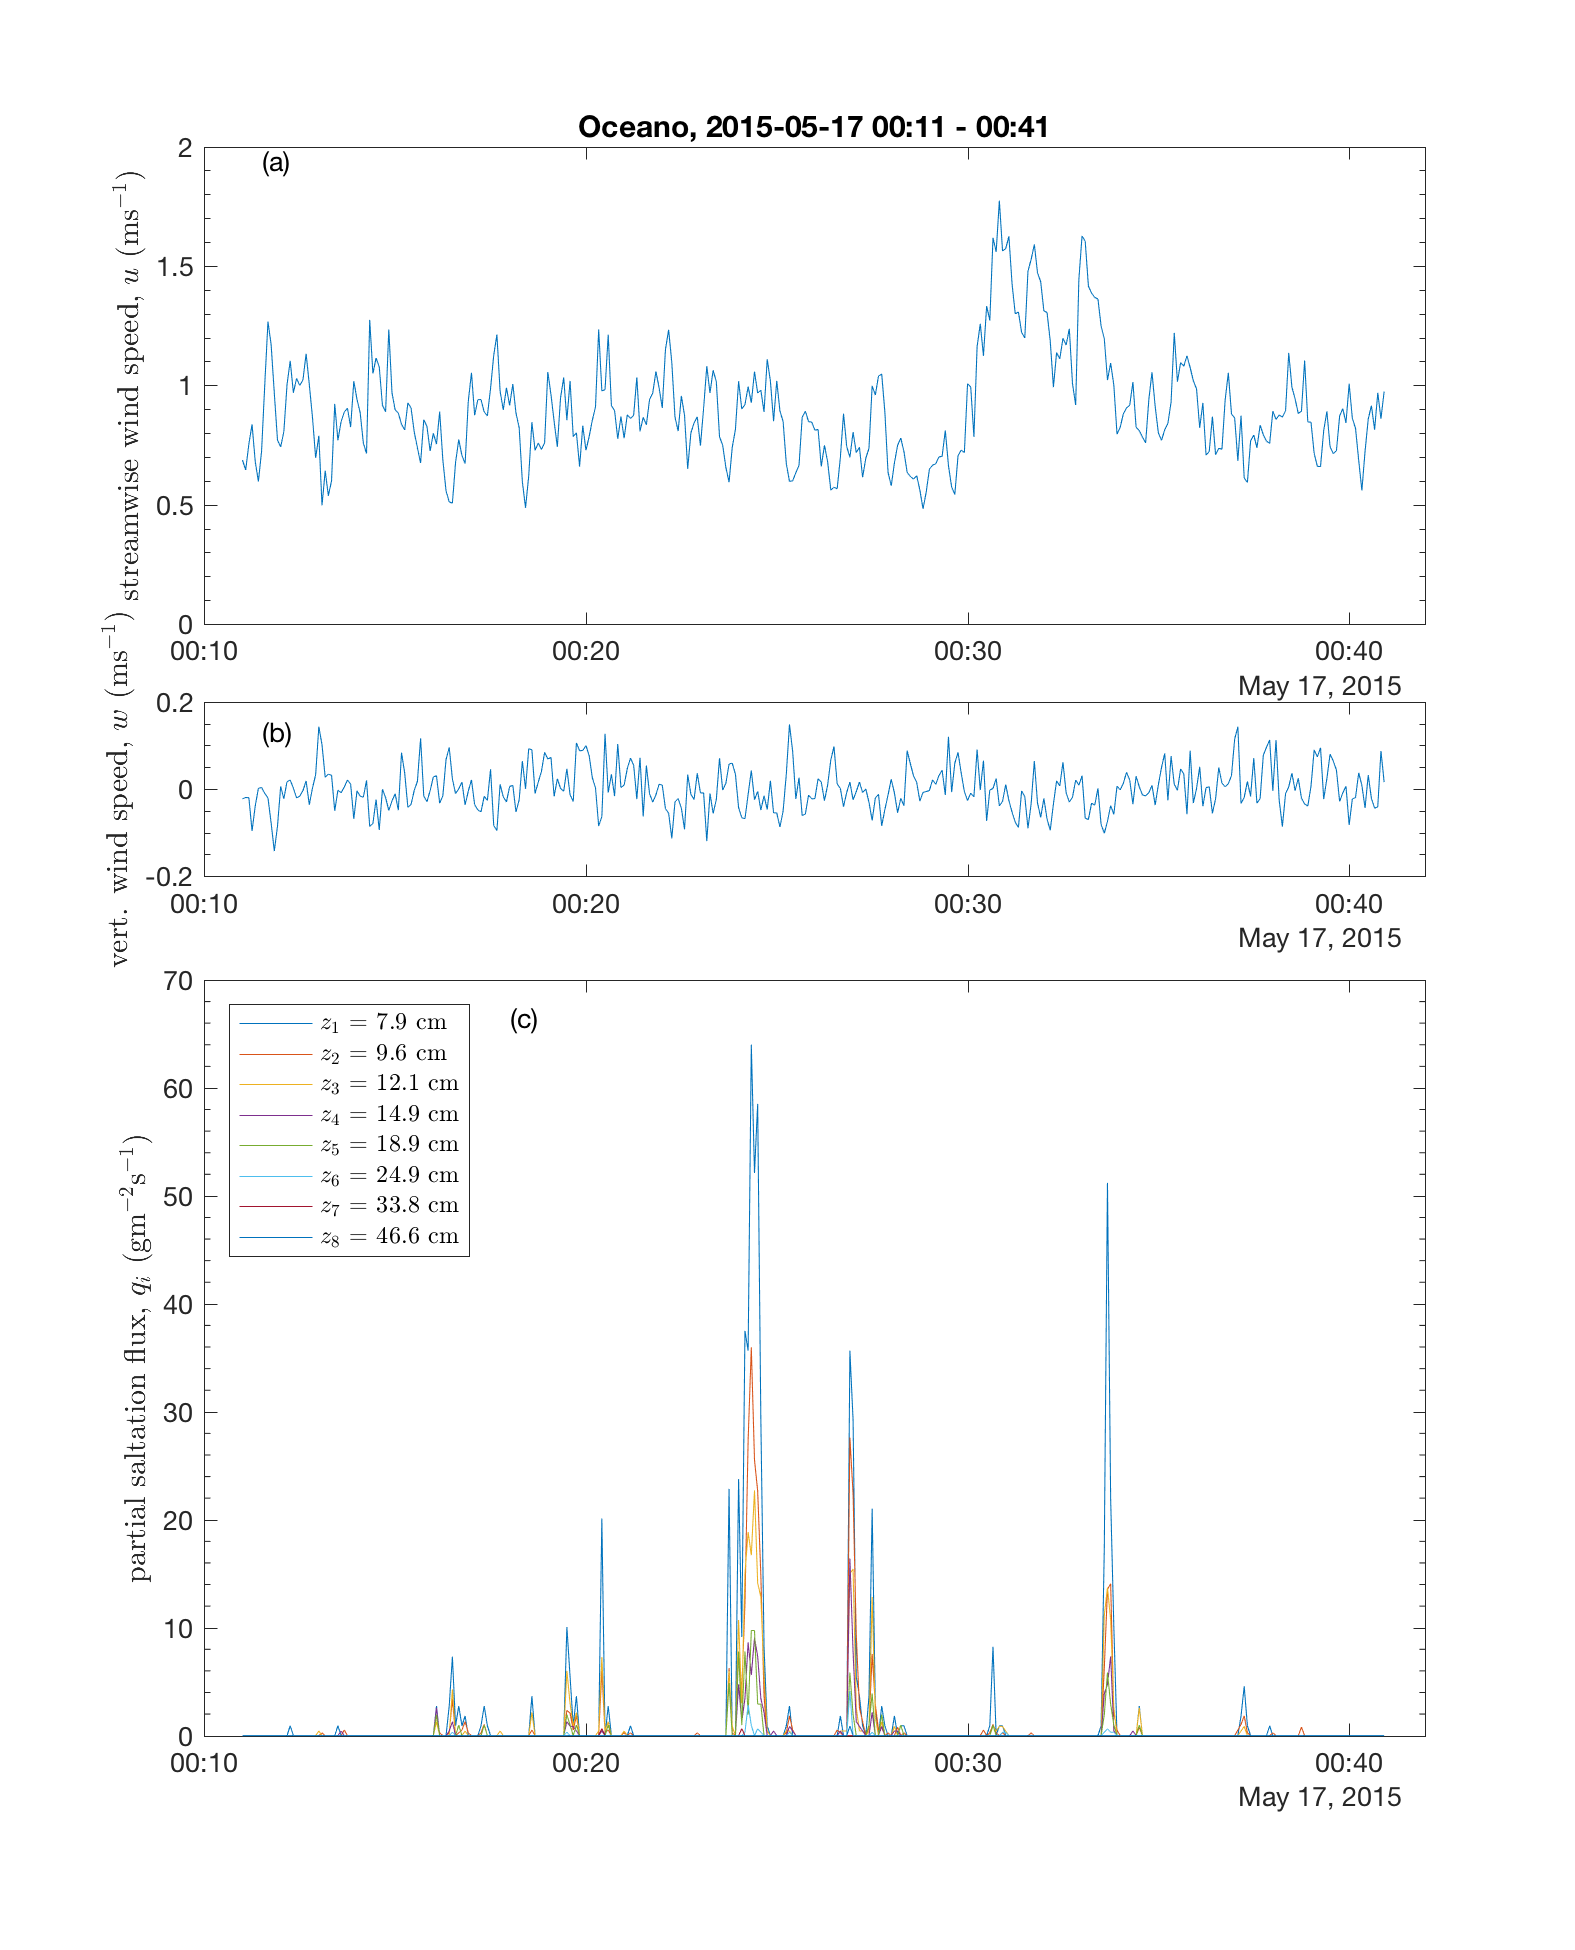 Oceano, 2015-05-17 00:11 - 00:41
(a)
streamwise wind speed, u (ms⁻¹)
2
1.5
1
0.5
0
00:10 00:20 00:30 00:40
May 17, 2015
(b)
vert. wind speed, w (ms⁻¹)
0.2
0
-0.2
00:10 00:20 00:30 00:40
May 17, 2015
(c)
partial saltation flux, qᵢ (gm⁻²s⁻¹)
70
60
50
40
30
20
10
0
z₁ = 7.9 cm
z₂ = 9.6 cm
z₃ = 12.1 cm
z₄ = 14.9 cm
z₅ = 18.9 cm
z₆ = 24.9 cm
z₇ = 33.8 cm
z₈ = 46.6 cm
00:10 00:20 00:30 00:40
May 17, 2015